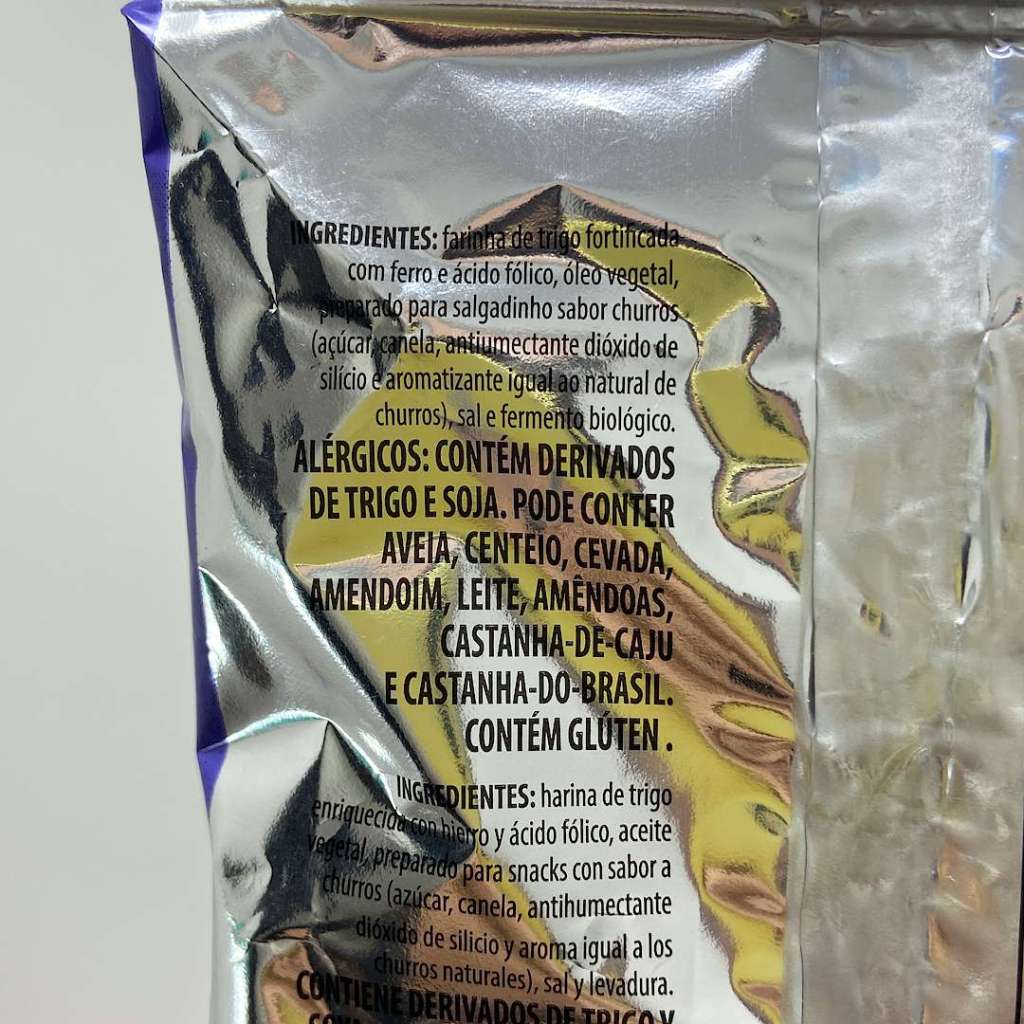 INGREDIENTES: farinha de trigo fortificada
com ferro e ácido fólico, óleo vegetal,
preparado para salgadinho sabor churros
(açúcar, canela, antiumectante dióxido de
silício e aromatizante igual ao natural de
churros), sal e fermento biológico.
ALÉRGICOS: CONTÉM DERIVADOS
DE TRIGO E SOJA. PODE CONTER
AVEIA, CENTEIO, CEVADA,
AMENDOIM, LEITE, AMÊNDOAS,
CASTANHA-DE-CAJU
E CASTANHA-DO-BRASIL.
CONTÉM GLÚTEN .
INGREDIENTES: harina de trigo
enriquecida con hierro y ácido fólico, aceite
vegetal, preparado para snacks con sabor a
churros (azúcar, canela, antihumectante
dióxido de silicio y aroma igual a los
churros naturales), sal y levadura.
CONTIENE DERIVADOS DE TRIGO Y